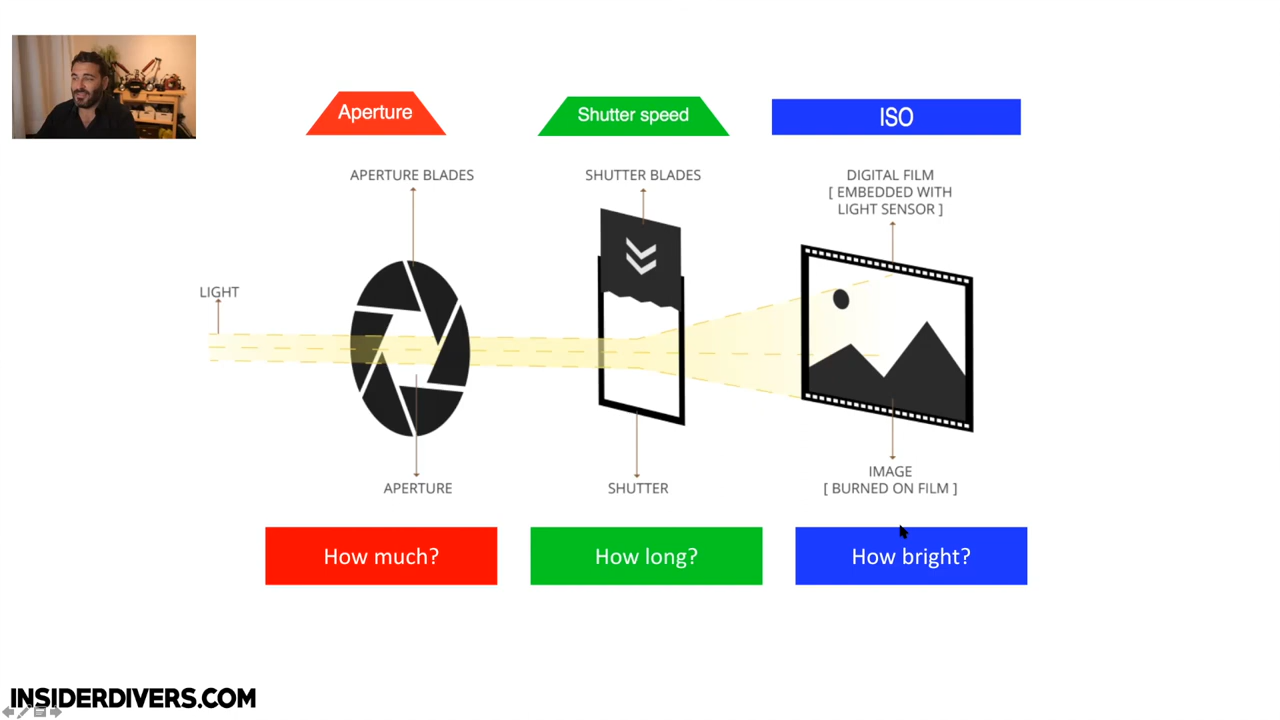 Aperture
Shutter speed
ISO
APERTURE BLADES
SHUTTER BLADES
DIGITAL FILM
[ EMBEDDED WITH
LIGHT SENSOR ]
LIGHT
APERTURE
SHUTTER
IMAGE
[ BURNED ON FILM ]
How much?
How long?
How bright?
INSIDERDIVERS.COM